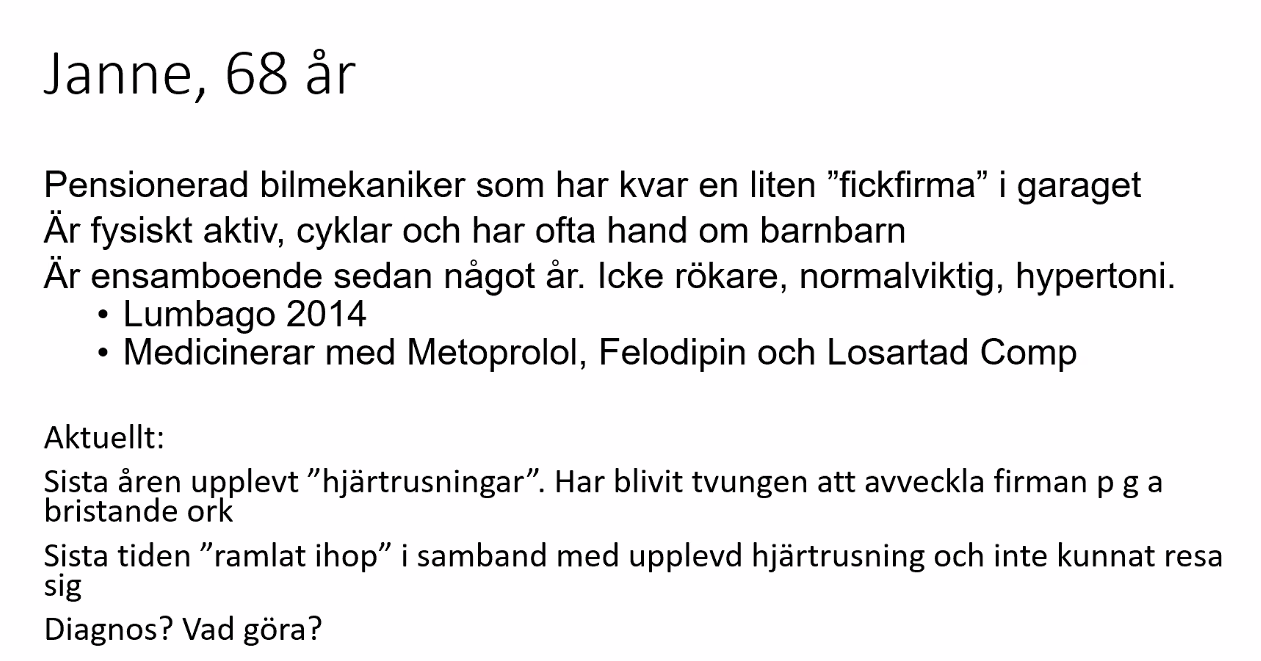 Janne, 68 år
Pensionerad bilmekaniker som har kvar en liten ”fickfirma” i garaget
Är fysiskt aktiv, cyklar och har ofta hand om barnbarn
Är ensamboende sedan något år. Icke rökare, normalviktig, hypertoni.
• Lumbago 2014
• Medicinerar med Metoprolol, Felodipin och Losartad Comp
Aktuellt:
Sista åren upplevt ”hjärtrusningar”. Har blivit tvungen att avveckla firman p g a
bristande ork
Sista tiden ”ramlat ihop” i samband med upplevd hjärtrusning och inte kunnat resa
sig
Diagnos? Vad göra?